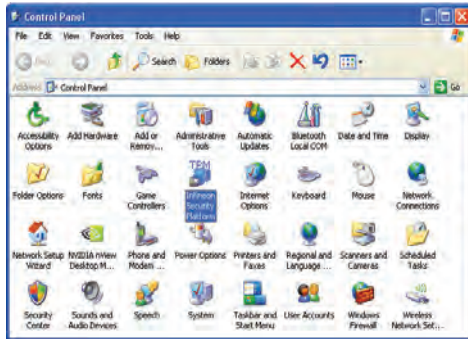 Control Panel
File Edit View Favorites Tools Help
Back Search Folders
Address Control Panel Go
Accessibility Options
Add Hardware
Add or Remov...
Administrative Tools
Automatic Updates
Bluetooth Local COM
Date and Time
Display
Folder Options
Fonts
Game Controllers
TPM
Infineon Security Platform
Internet Options
Keyboard
Mouse
Network Connections
Network Setup Wizard
NVIDIA nView Desktop M...
Phone and Modem ...
Power Options
Printers and Faxes
Regional and Language ...
Scanners and Cameras
Scheduled Tasks
Security Center
Sounds and Audio Devices
Speech
System
Taskbar and Start Menu
User Accounts
Windows Firewall
Wireless Network Set...